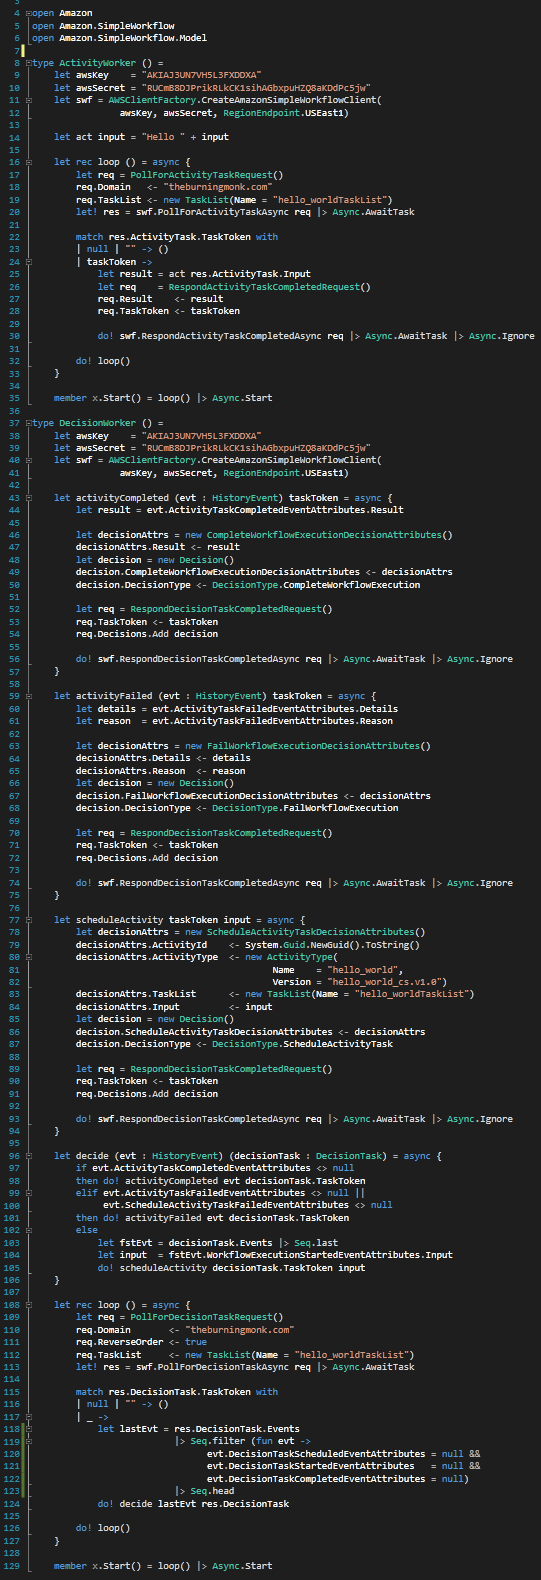 4 open Amazon
5 open Amazon.SimpleWorkflow
6 open Amazon.SimpleWorkflow.Model
7
8 type ActivityWorker () =
9 let awsKey = "AKIAJ3UN7VH5L3FXDDXA"
10 let awsSecret =
11 let swf = AWSClientFactory.CreateAmazonSimpleWorkflowClient(
12 awsKey, awsSecret, RegionEndpoint.USEast1)
13
14 let act input = "Hello " + input
15
16 let rec loop () = async {
17 let req = PollForActivityTaskRequest()
18 req.Domain <- "theburningmonk.com"
19 req.TaskList <- new TaskList(Name = "hello_worldTaskList")
20 let! res = swf.PollForActivityTaskAsync req |> Async.AwaitTask
21
22 match res.ActivityTask.TaskToken with
23 | null | "" -> ()
24 | taskToken ->
25 let result = act res.ActivityTask.Input
26 let req = RespondActivityTaskCompletedRequest()
27 req.Result <- result
28 req.TaskToken <- taskToken
29
30 do! swf.RespondActivityTaskCompletedAsync req |> Async.AwaitTask |> Async.Ignore
31
32 do! loop()
33 }
34
35 member x.Start() = loop() |> Async.Start
36
37 type DecisionWorker () =
38 let awsKey = "AKIAJ3UN7VH5L3FXDDXA"
39 let awsSecret =
40 let swf = AWSClientFactory.CreateAmazonSimpleWorkflowClient(
41 awsKey, awsSecret, RegionEndpoint.USEast1)
42
43 let activityCompleted (evt : HistoryEvent) taskToken = async {
44 let result = evt.ActivityTaskCompletedEventAttributes.Result
45
46 let decisionAttrs = new CompleteWorkflowExecutionDecisionAttributes()
47 decisionAttrs.Result <- result
48 let decision = new Decision()
49 decision.CompleteWorkflowExecutionDecisionAttributes <- decisionAttrs
50 decision.DecisionType <- DecisionType.CompleteWorkflowExecution
51
52 let req = RespondDecisionTaskCompletedRequest()
53 req.TaskToken <- taskToken
54 req.Decisions.Add decision
55
56 do! swf.RespondDecisionTaskCompletedAsync req |> Async.AwaitTask |> Async.Ignore
57 }
58
59 let activityFailed (evt : HistoryEvent) taskToken = async {
60 let details = evt.ActivityTaskFailedEventAttributes.Details
61 let reason = evt.ActivityTaskFailedEventAttributes.Reason
62
63 let decisionAttrs = new FailWorkflowExecutionDecisionAttributes()
64 decisionAttrs.Details <- details
65 decisionAttrs.Reason <- reason
66 let decision = new Decision()
67 decision.FailWorkflowExecutionDecisionAttributes <- decisionAttrs
68 decision.DecisionType <- DecisionType.FailWorkflowExecution
69
70 let req = RespondDecisionTaskCompletedRequest()
71 req.TaskToken <- taskToken
72 req.Decisions.Add decision
73
74 do! swf.RespondDecisionTaskCompletedAsync req |> Async.AwaitTask |> Async.Ignore
75 }
76
77 let scheduleActivity taskToken input = async {
78 let decisionAttrs = new ScheduleActivityTaskDecisionAttributes()
79 decisionAttrs.ActivityId <- System.Guid.NewGuid().ToString()
80 decisionAttrs.ActivityType <- new ActivityType(
81 Name = "hello_world",
82 Version = "hello_world_cs.v1.0")
83 decisionAttrs.TaskList <- new TaskList(Name = "hello_worldTaskList")
84 decisionAttrs.Input <- input
85 let decision = new Decision()
86 decision.ScheduleActivityTaskDecisionAttributes <- decisionAttrs
87 decision.DecisionType <- DecisionType.ScheduleActivityTask
88
89 let req = RespondDecisionTaskCompletedRequest()
90 req.TaskToken <- taskToken
91 req.Decisions.Add decision
92
93 do! swf.RespondDecisionTaskCompletedAsync req |> Async.AwaitTask |> Async.Ignore
94 }
95
96 let decide (evt : HistoryEvent) (decisionTask : DecisionTask) = async {
97 if evt.ActivityTaskCompletedEventAttributes <> null
98 then do! activityCompleted evt decisionTask.TaskToken
99 elif evt.ActivityTaskFailedEventAttributes <> null ||
100 evt.ScheduleActivityTaskFailedEventAttributes <> null
101 then do! activityFailed evt decisionTask.TaskToken
102 else
103 let fstEvt = decisionTask.Events |> Seq.last
104 let input = fstEvt.WorkflowExecutionStartedEventAttributes.Input
105 do! scheduleActivity decisionTask.TaskToken input
106 }
107
108 let rec loop () = async {
109 let req = PollForDecisionTaskRequest()
110 req.Domain <- "theburningmonk.com"
111 req.ReverseOrder <- true
112 req.TaskList <- new TaskList(Name = "hello_worldTaskList")
113 let! res = swf.PollForDecisionTaskAsync req |> Async.AwaitTask
114
115 match res.DecisionTask.TaskToken with
116 | null | "" -> ()
117 | _ ->
118 let lastEvt = res.DecisionTask.Events
119 |> Seq.filter (fun evt ->
120 evt.DecisionTaskScheduledEventAttributes = null &&
121 evt.DecisionTaskStartedEventAttributes = null &&
122 evt.DecisionTaskCompletedEventAttributes = null)
123 |> Seq.head
124 do! decide lastEvt res.DecisionTask
125
126 do! loop()
127 }
128
129 member x.Start() = loop() |> Async.Start